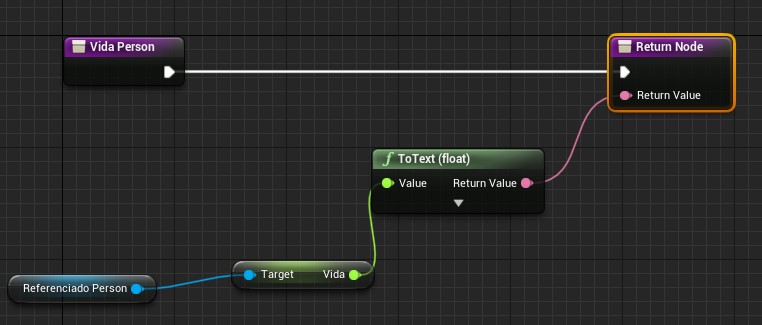 Vida Person
Return Node
Return Value
ToText (float)
Value
Return Value
Target
Vida
Referenciado Person